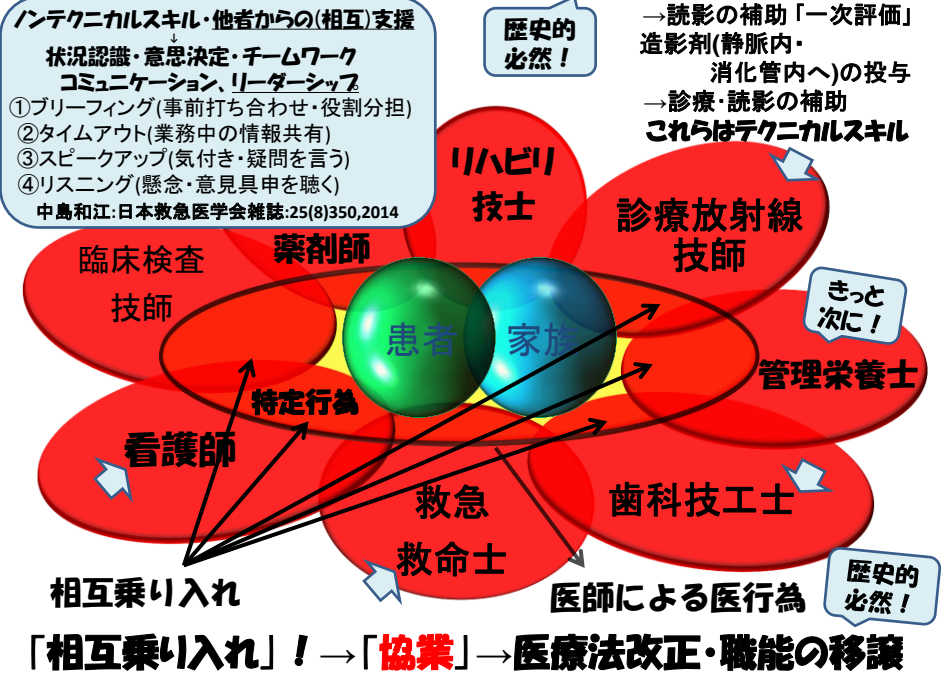 ノンテクニカルスキル・他者からの(相互)支援
↓
状況認識・意思決定・チームワーク
コミュニケーション、リーダーシップ
①ブリーフィング(事前打ち合わせ・役割分担)
②タイムアウト(業務中の情報共有)
③スピークアップ(気付き・疑問を言う)
④リスニング(懸念・意見具申を聴く)
中島和江:日本救急医学会雑誌:25(8)350,2014
歴史的
必然！
→読影の補助「一次評価」
造影剤(静脈内・
消化管内へ)の投与
→診療・読影の補助
これらはテクニカルスキル
リハビリ
技士
診療放射線
技師
薬剤師
臨床検査
技師
患者
家族
きっと
次に！
管理栄養士
特定行為
看護師
救急
救命士
歯科技工士
相互乗り入れ
医師による医行為
歴史的
必然！
「相互乗り入れ」！→「協業」→医療法改正・職能の移譲